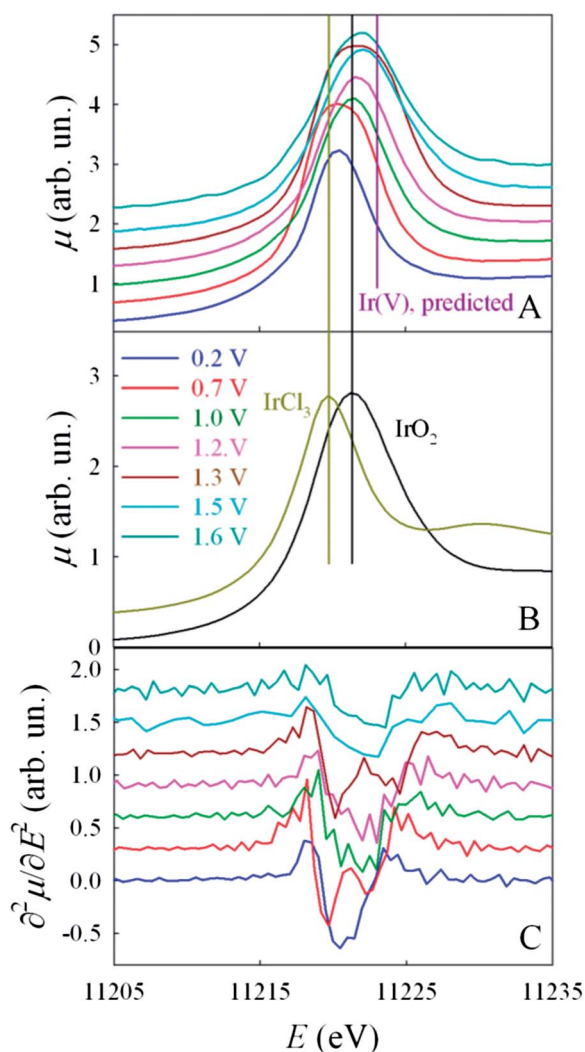 5
4
3
2
1
μ (arb. un.)
Ir(V), predicted
A
3
2
1
0
μ (arb. un.)
0.2 V
0.7 V
1.0 V
1.2. V
1.3 V
1.5 V
1.6 V
IrCl₃
IrO₂
B
2.0
1.5
1.0
0.5
0.0
-0.5
∂²μ/∂E² (arb. un.)
C
11205 11215 11225 11235
E (eV)